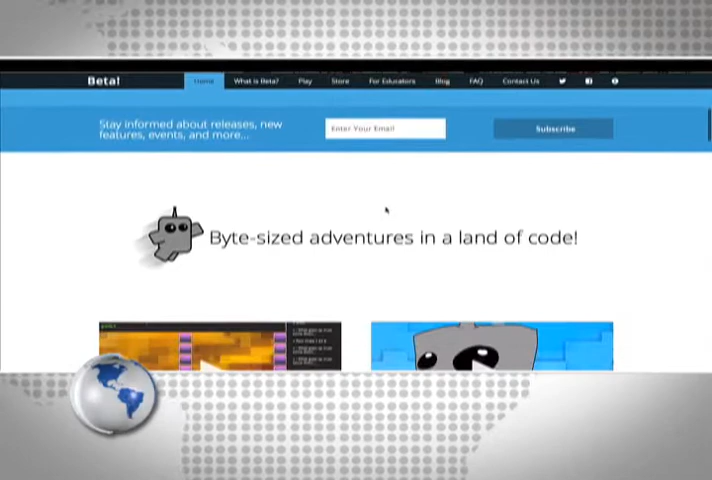 Beta!
Home What is Beta? Play Store For Educators Blog FAQ Contact Us
Stay informed about releases, new
features, events, and more...
Enter Your Email
Subscribe
Byte-sized adventures in a land of code!